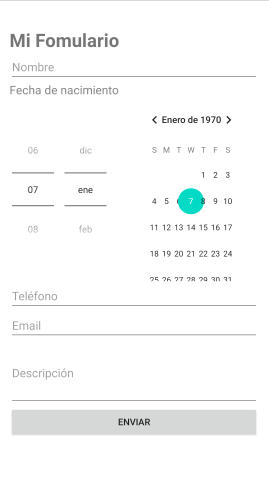 Mi Fomulario
Nombre
Fecha de nacimiento
Enero de 1970
06 dic
07 ene
08 feb
S M T W T F S
1 2 3
4 5 6 7 8 9 10
11 12 13 14 15 16 17
18 19 20 21 22 23 24
25 26 27 28 29 30 31
Teléfono
Email
Descripción
ENVIAR